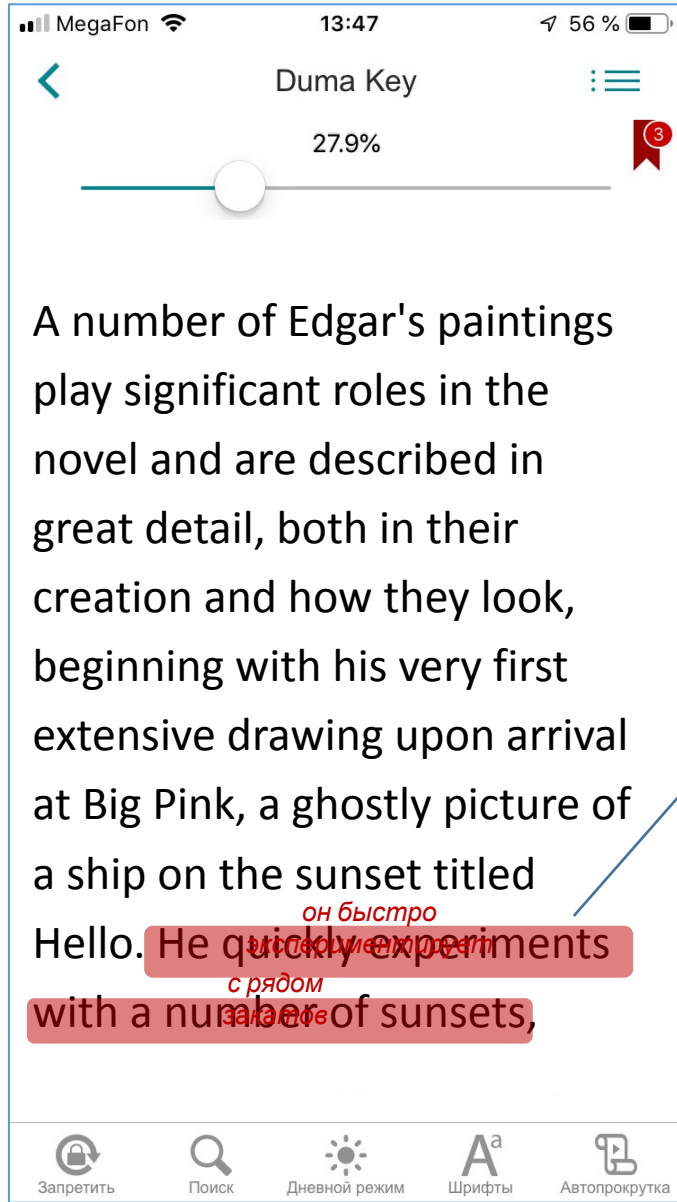 MegaFon 13:47 56 %
Duma Key
27.9%
3
A number of Edgar's paintings
play significant roles in the
novel and are described in
great detail, both in their
creation and how they look,
beginning with his very first
extensive drawing upon arrival
at Big Pink, a ghostly picture of
a ship on the sunset titled
он быстро
Hello. He quickly experiments
экспериментирует
с рядом
with a number of sunsets,
закатов
Запретить Поиск Дневной режим Aa Шрифты Автопрокрутка